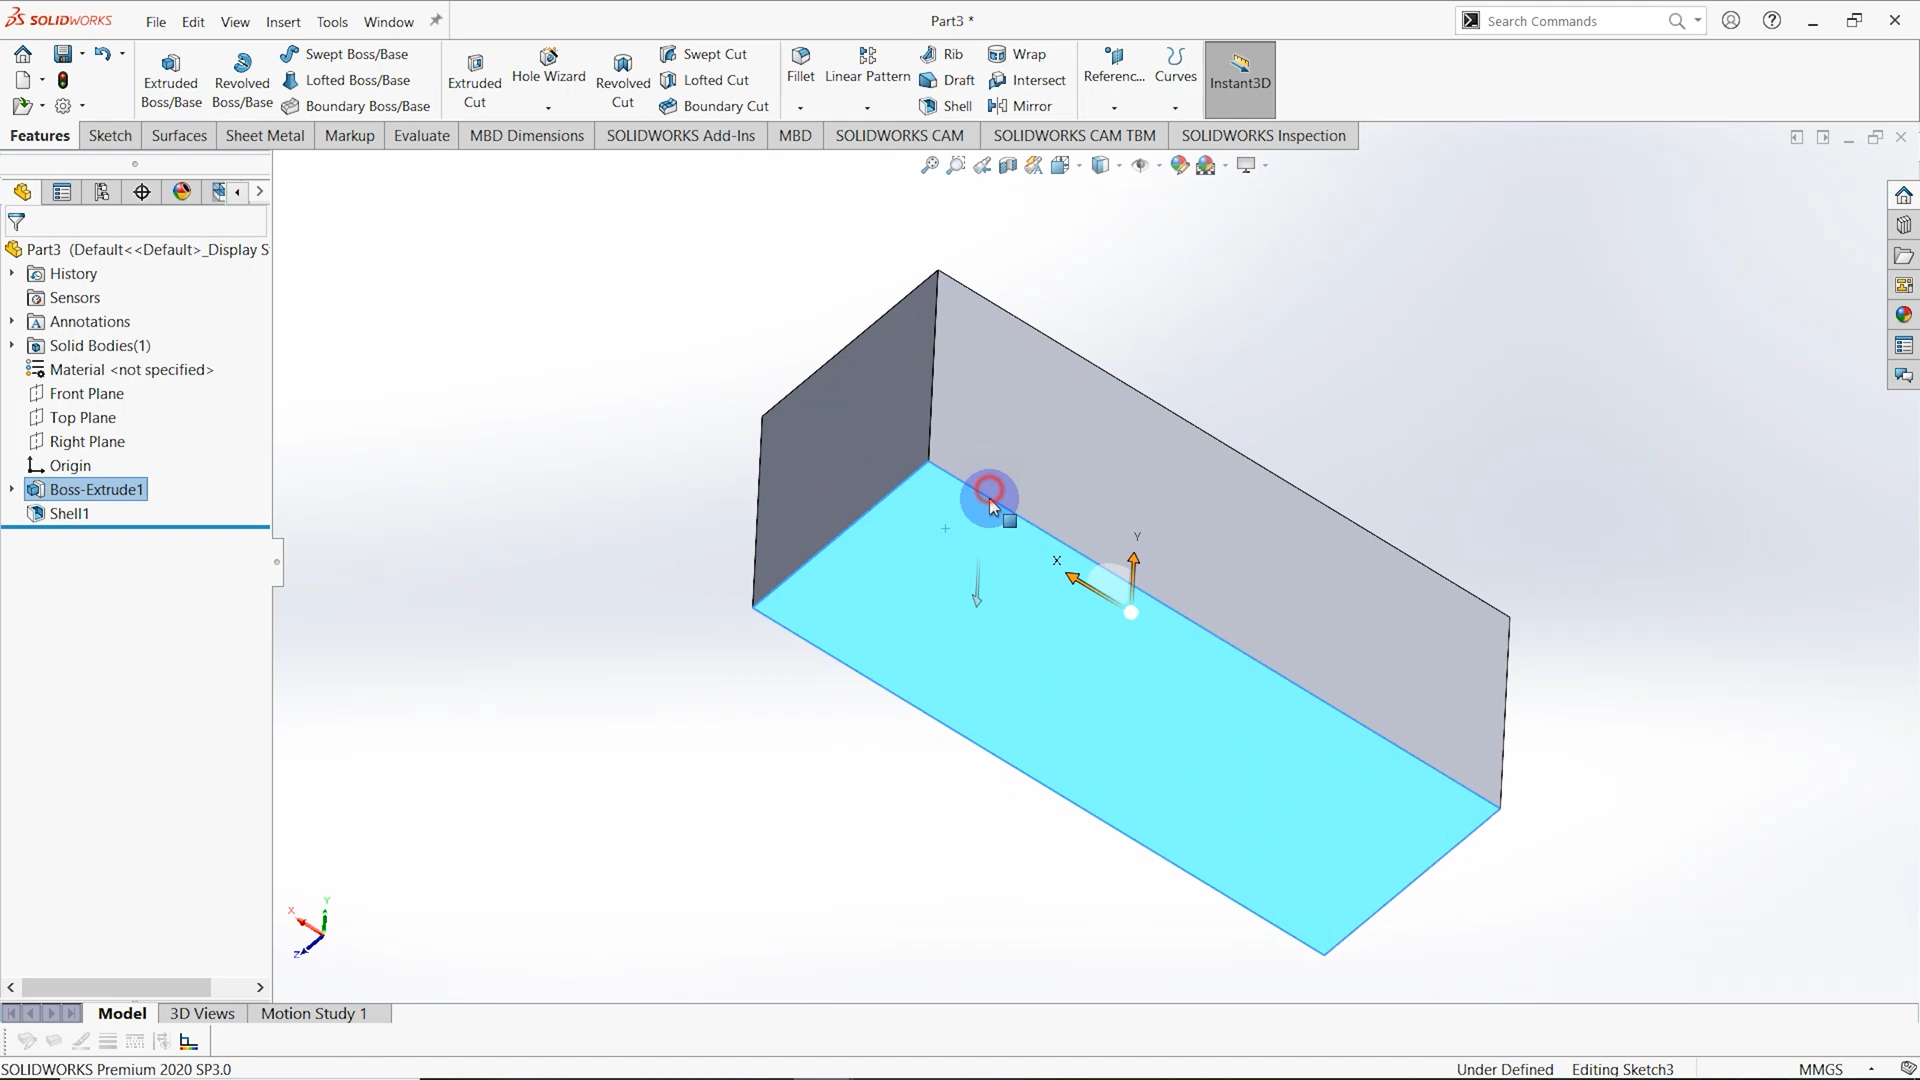 SOLIDWORKS File Edit View Insert Tools Window Part3 * Search Commands
Extruded Boss/Base
Revolved Boss/Base
Swept Boss/Base
Lofted Boss/Base
Boundary Boss/Base
Extruded Cut
Hole Wizard
Revolved Cut
Swept Cut
Lofted Cut
Boundary Cut
Fillet
Linear Pattern
Rib
Draft
Shell
Wrap
Intersect
Mirror
Referenc...
Curves
Instant3D
Features Sketch Surfaces Sheet Metal Markup Evaluate MBD Dimensions SOLIDWORKS Add-Ins MBD SOLIDWORKS CAM SOLIDWORKS CAM TBM SOLIDWORKS Inspection
Part3 (Default<<Default>_Display S
History
Sensors
Annotations
Solid Bodies(1)
Material <not specified>
Front Plane
Top Plane
Right Plane
Origin
Boss-Extrude1
Shell1
Y
X
Y
X
Z
Model 3D Views Motion Study 1
SOLIDWORKS Premium 2020 SP3.0 Under Defined Editing Sketch3 MMGS